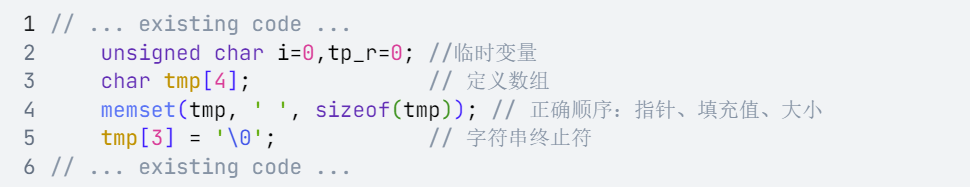 1 // ... existing code ...
2     unsigned char i=0,tp_r=0; //临时变量
3     char tmp[4];              // 定义数组
4     memset(tmp, ' ', sizeof(tmp)); // 正确顺序：指针、填充值、大小
5     tmp[3] = '\0';            // 字符串终止符
6 // ... existing code ...